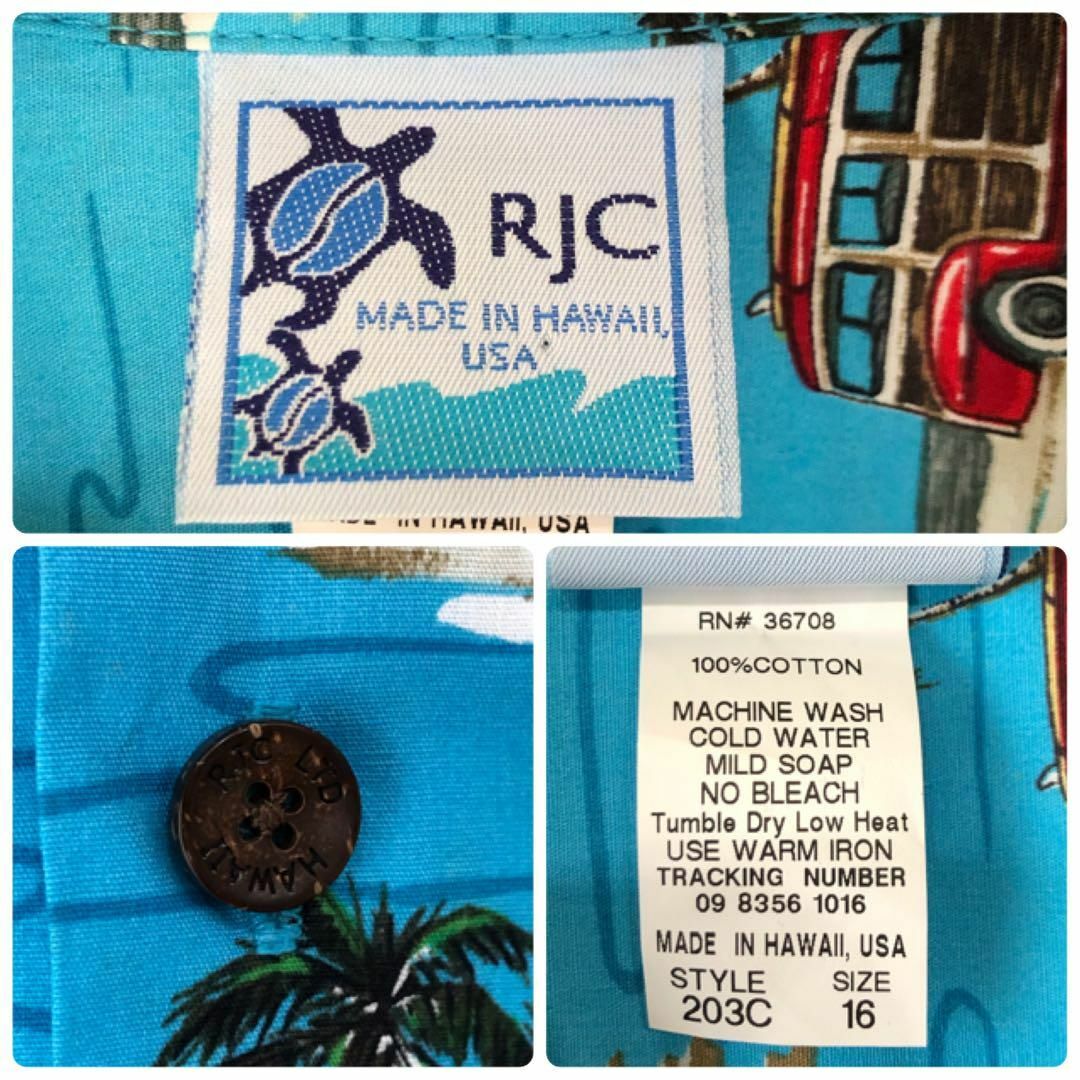 RJC
MADE IN HAWAII,
USA
IN HAWAII, USA
RJC LTD
HAWAII
RN# 36708
100%COTTON
MACHINE WASH
COLD WATER
MILD SOAP
NO BLEACH
Tumble Dry Low Heat
USE WARM IRON
TRACKING NUMBER
09 8356 1016
MADE IN HAWAII, USA
STYLE SIZE
203C 16